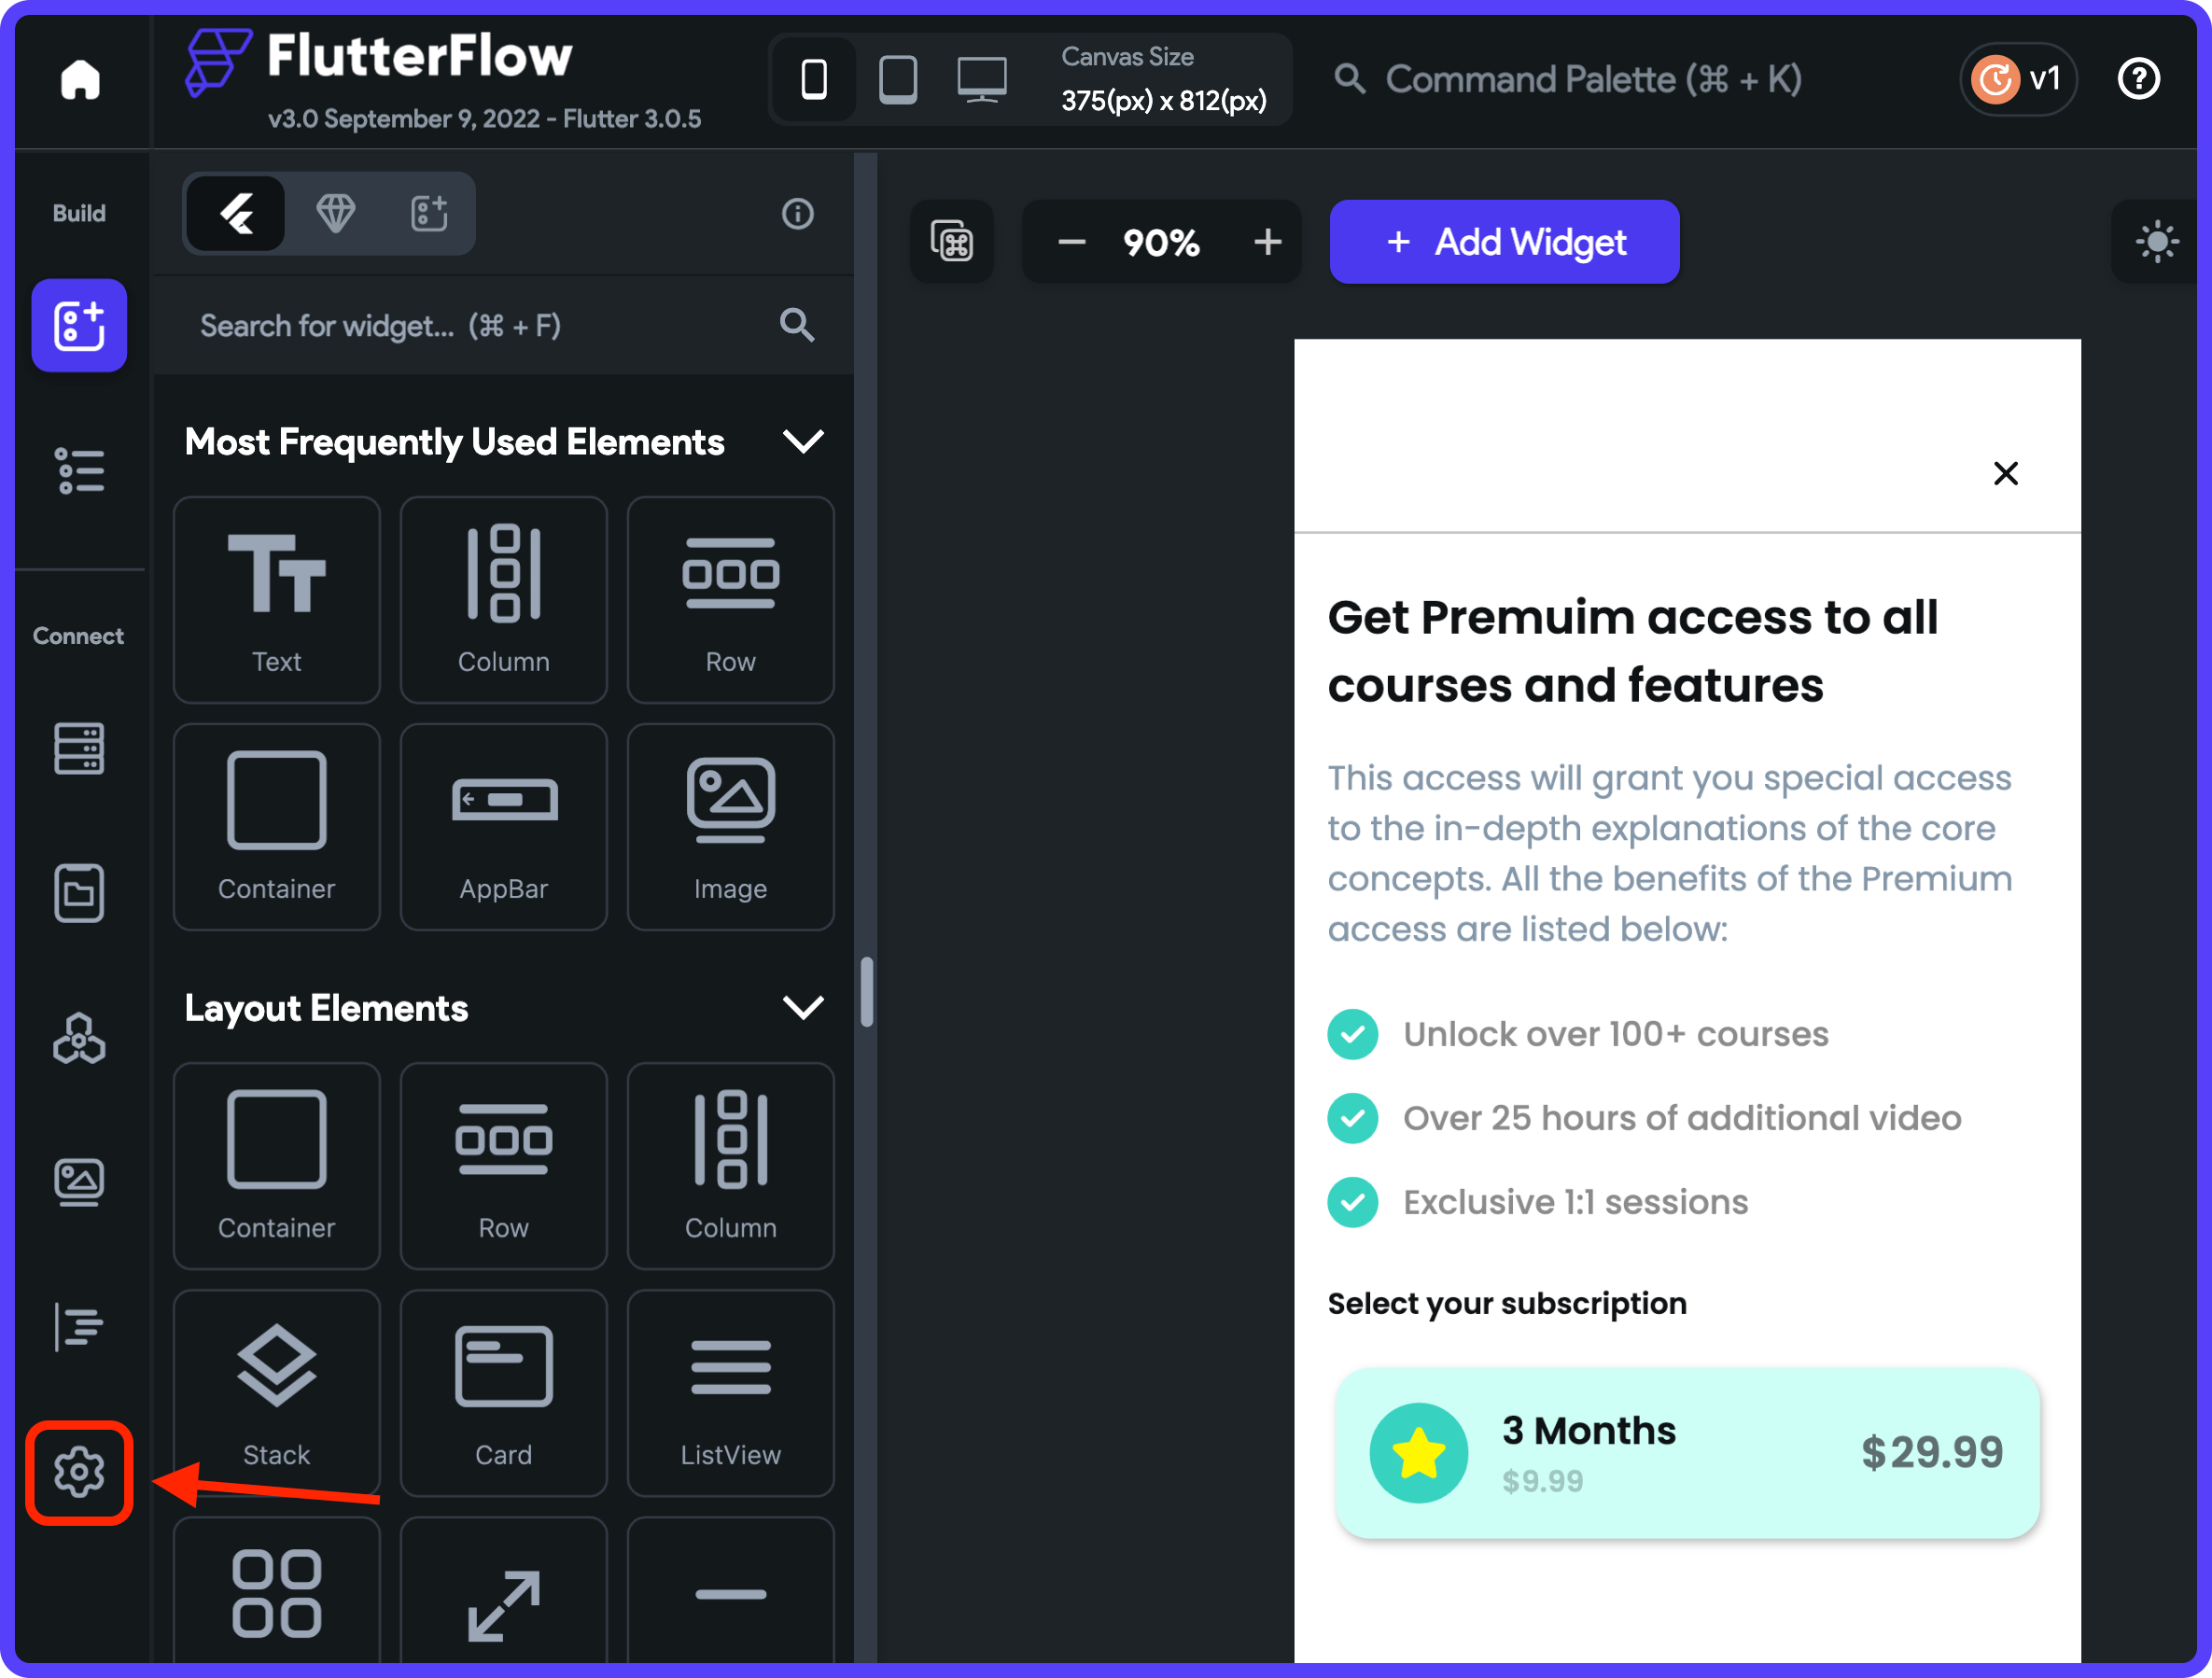 FlutterFlow
v3.0 September 9, 2022 - Flutter 3.0.5
Canvas Size
375(px) x 812(px)
Command Palette (⌘ + K)
v1
?
Build
Search for widget... (⌘ + F)
90%
+ Add Widget
Most Frequently Used Elements
Text
Column
Row
Container
AppBar
Image
Connect
Layout Elements
Container
Row
Column
Stack
Card
ListView
Get Premuim access to all
courses and features
This access will grant you special access
to the in-depth explanations of the core
concepts. All the benefits of the Premium
access are listed below:
Unlock over 100+ courses
Over 25 hours of additional video
Exclusive 1:1 sessions
Select your subscription
3 Months
$9.99
$29.99